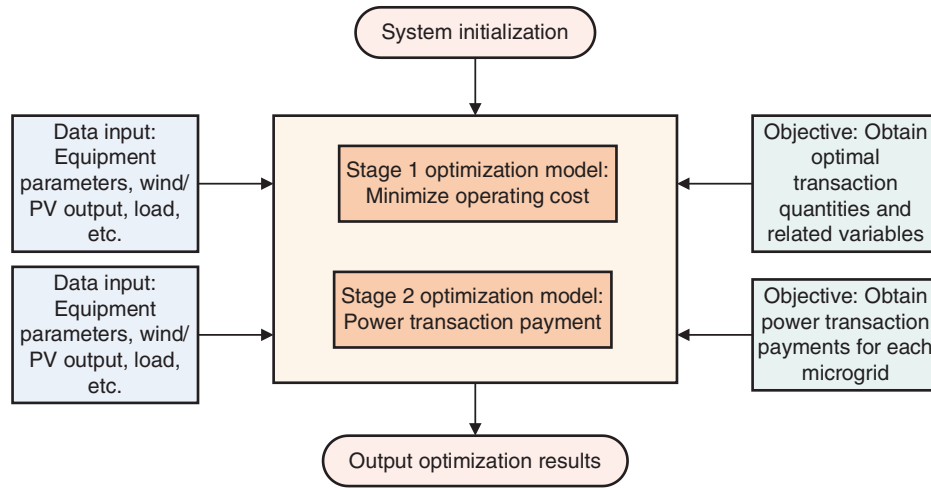 System initialization
Data input:
Equipment
parameters, wind/
PV output, load,
etc.
Stage 1 optimization model:
Minimize operating cost
Objective: Obtain
optimal
transaction
quantities and
related variables
Data input:
Equipment
parameters, wind/
PV output, load,
etc.
Stage 2 optimization model:
Power transaction payment
Objective: Obtain
power transaction
payments for each
microgrid
Output optimization results